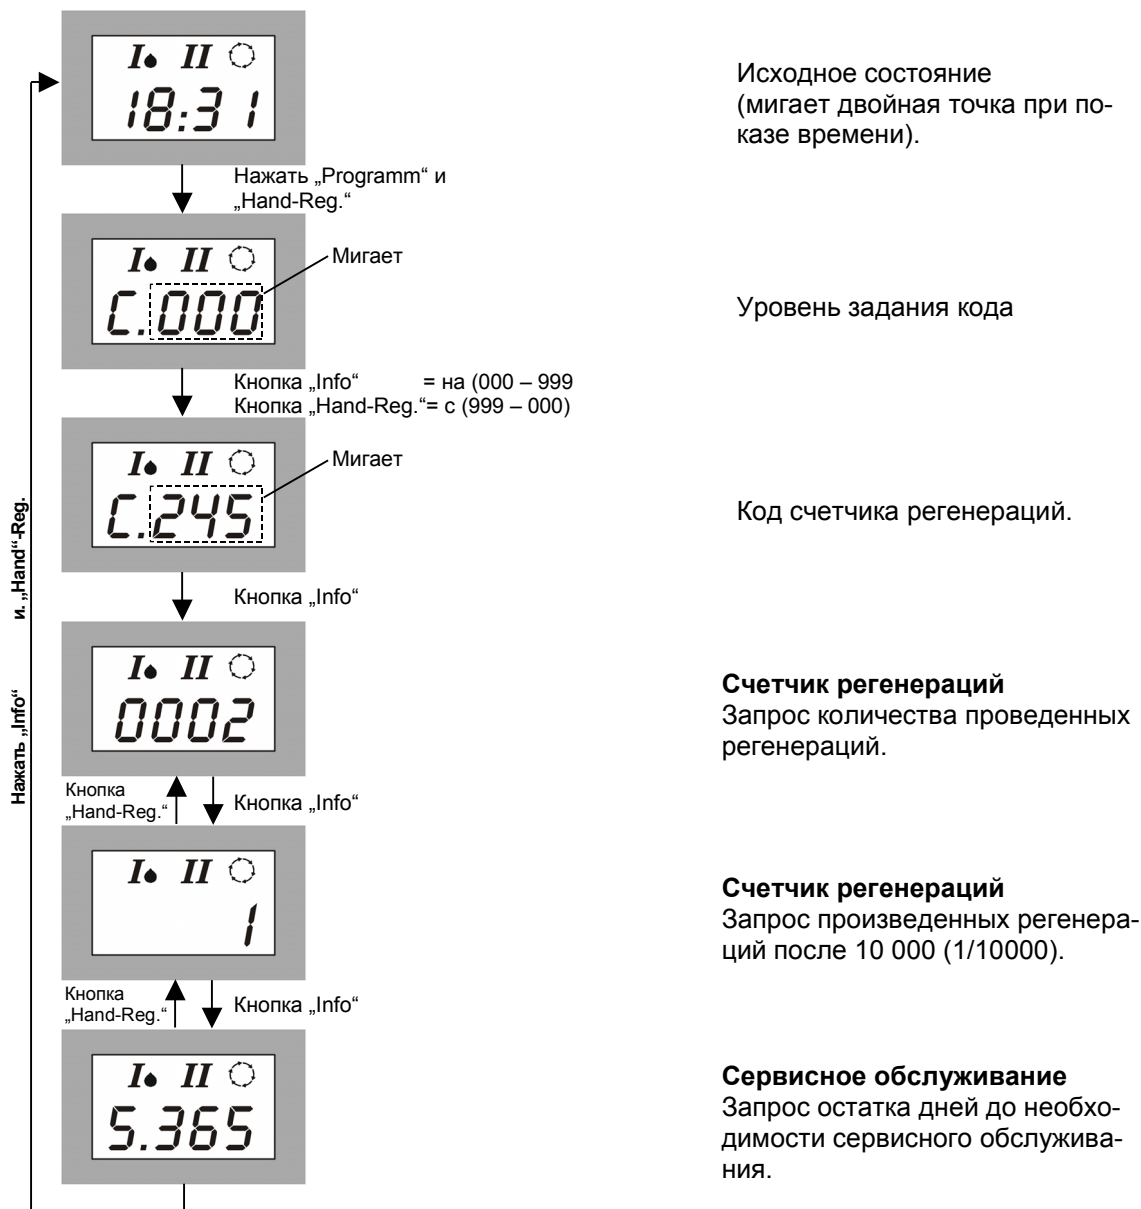 I II
18:31
Исходное состояние
(мигает двойная точка при по-
казе времени).
Нажать „Programm“ и
„Hand-Reg.“
I II
C.000
Мигает
Уровень задания кода
Кнопка „Info“ = на (000 – 999
Кнопка „Hand-Reg.“= с (999 – 000)
I II
C.245
Мигает
Код счетчика регенераций.
Кнопка „Info“
I II
0002
Счетчик регенераций
Запрос количества проведенных
регенераций.
Кнопка
„Hand-Reg.“
Кнопка „Info“
I II
1
Счетчик регенераций
Запрос произведенных регенера-
ций после 10 000 (1/10000).
Кнопка
„Hand-Reg.“
Кнопка „Info“
I II
5.365
Сервисное обслуживание
Запрос остатка дней до необхо-
димости сервисного обслужива-
ния.
Нажать „Info“ и. „Hand“-Reg.